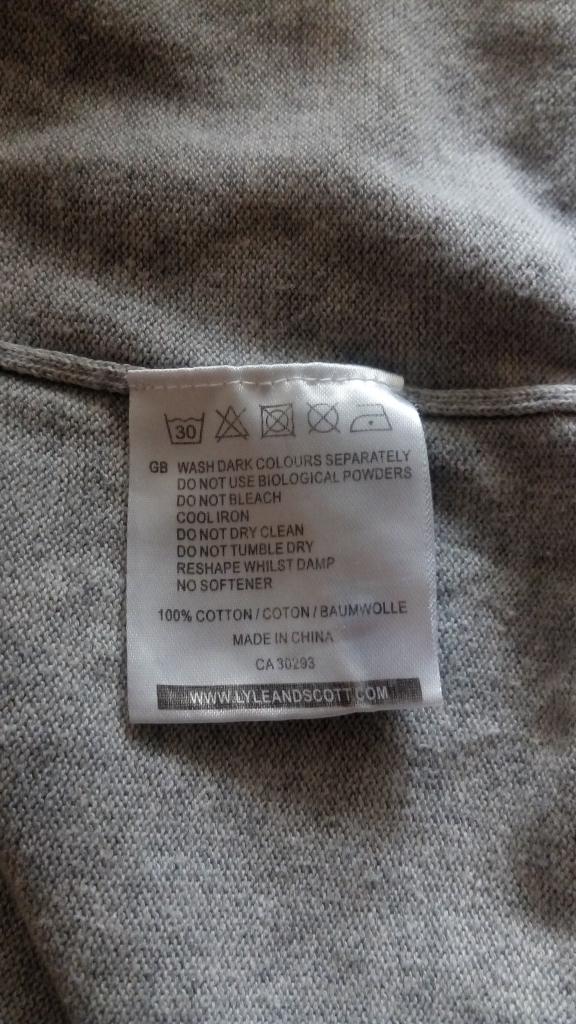 30
GB WASH DARK COLOURS SEPARATELY
DO NOT USE BIOLOGICAL POWDERS
DO NOT BLEACH
COOL IRON
DO NOT DRY CLEAN
DO NOT TUMBLE DRY
RESHAPE WHILST DAMP
NO SOFTENER
100% COTTON / COTON / BAUMWOLLE
MADE IN CHINA
CA 30293
WWW.LYLEANDSCOTT.COM